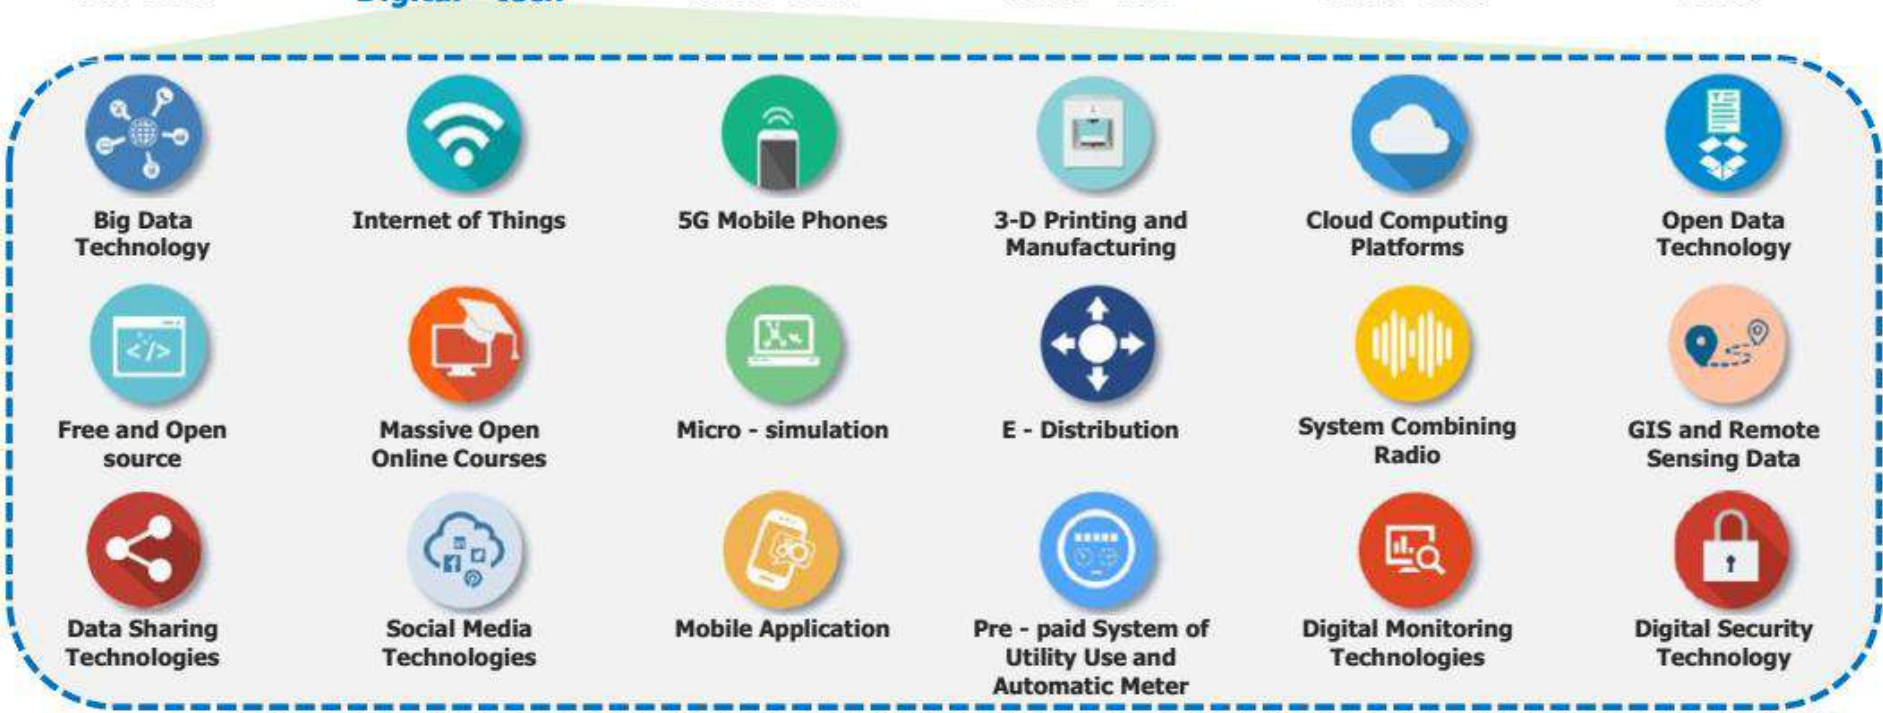 Digital - tech
Big Data
Technology
Internet of Things
5G Mobile Phones
3-D Printing and
Manufacturing
Cloud Computing
Platforms
Open Data
Technology
Free and Open
source
Massive Open
Online Courses
Micro - simulation
E - Distribution
System Combining
Radio
GIS and Remote
Sensing Data
Data Sharing
Technologies
Social Media
Technologies
Mobile Application
Pre - paid System of
Utility Use and
Automatic Meter
Digital Monitoring
Technologies
Digital Security
Technology